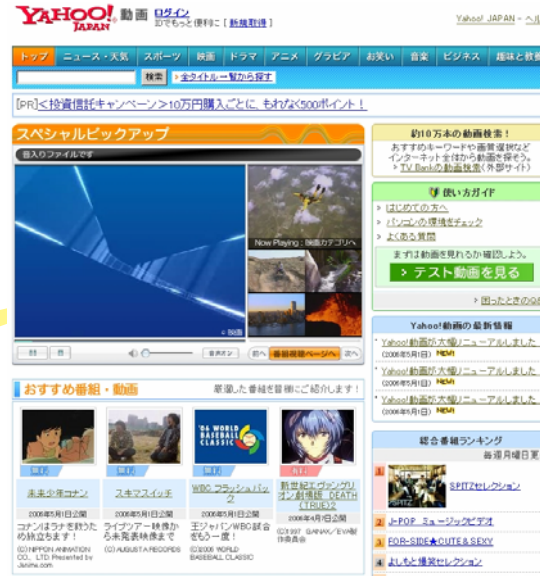 YAHOO! 動画
JAPAN
ログイン
IDでもっと便利に [ 新規取得 ]
Yahoo! JAPAN - ヘル
トップ ニュース・天気 スポーツ 映画 ドラマ アニメ グラビア お笑い 音楽 ビジネス 趣味と教
検索 全タイトル一覧から探す
[PR]<投資信託キャンペーン>10万円購入ごとに、もれなく500ポイント!
スペシャルピックアップ
音入りファイルです
Now Playing : 映画カテゴリへ
映画
音声オン 前へ 番組視聴ページへ 次へ
おすすめ番組・動画
厳選した番組を皆様にご紹介します!
'06 WORLD
BASEBALL
CLASSIC
無料 無料 無料 有料
未来少年コナン
2006年5月1日公開
コナンはラナを救うため旅立ちます!
(C)NIPPON ANIMATION
CO., LTD. Presented by
Jenime.com
スキマスイッチ
2006年5月1日公開
ライブツアー映像から未発表映像まで
(C) AUGUSTA RECORDS
WBC フラッシュバック
2006年5月1日公開
王ジャパンWBC試合をもう一度!
(C)2006 WORLD
BASEBALL CLASSIC
新世紀エヴァンゲリオン劇場版 DEATH
(TRUE)2
2006年4月7日公開
(C)1997 GAINAX/EVA製作委員会
約10万本の動画検索!
おすすめキーワードや画質選択など
インターネット全体から動画を探そう。
TV Bankの動画検索(外部サイト)
使い方ガイド
はじめての方へ
パソコンの環境をチェック
よくある質問
まずは動画を見れるか確認しよう。
テスト動画を見る
困ったときのQ&
Yahoo!動画の最新情報
Yahoo!動画が大幅リニューアルしました
(2006年5月1日) NEW!
Yahoo!動画が大幅リニューアルしました
(2006年5月1日) NEW!
Yahoo!動画が大幅リニューアルしました
(2006年5月1日) NEW!
総合番組ランキング
毎週月曜日更
1 SPITZ SPITZセレクション
2 J-POP ミュージックビデオ
3 FOR-SIDE★CUTE&SEXY
4 よしもと爆笑セレクション